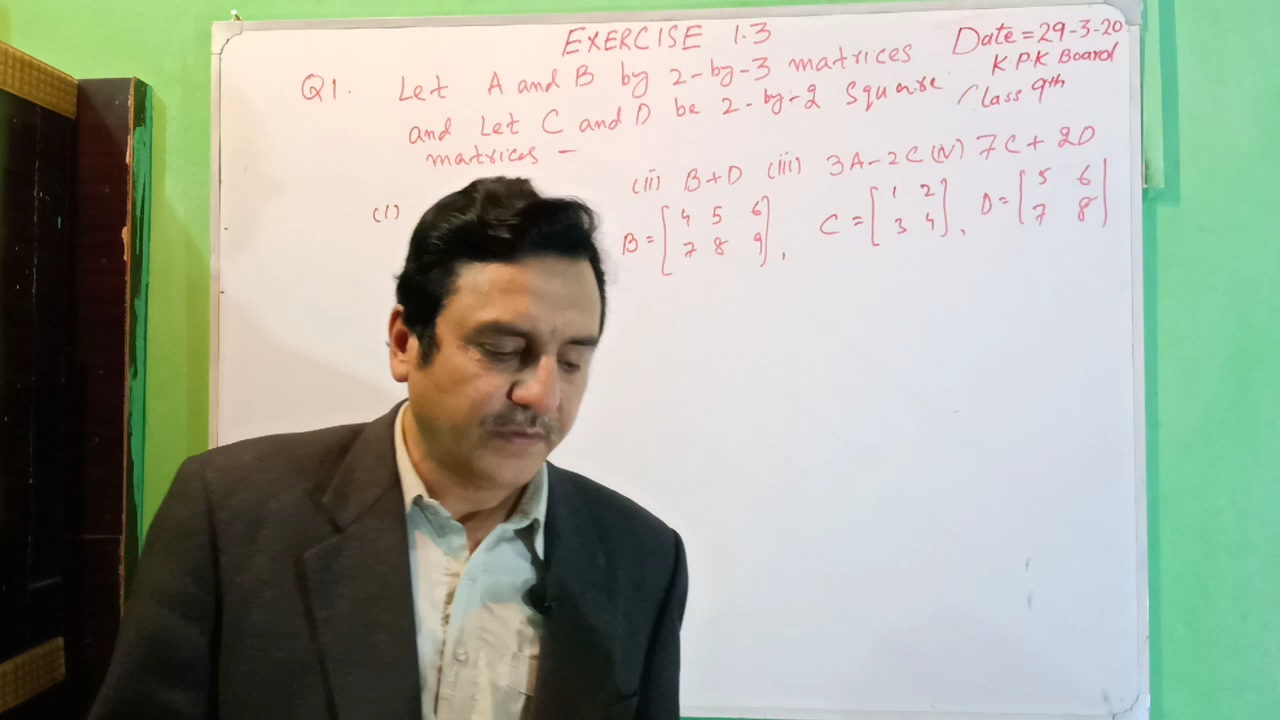 EXERCISE 1.3
Date = 29-3-20
K.P.K Board
Class 9th
Q1. Let A and B by 2-by-3 matrices
and Let C and D be 2-by-2 Square
matrices -
(i) (ii) B+D (iii) 3A-2C (iv) 7C + 2D
B = [4 5 6
7 8 9], C = [1 2
3 4], D = [5 6
7 8]